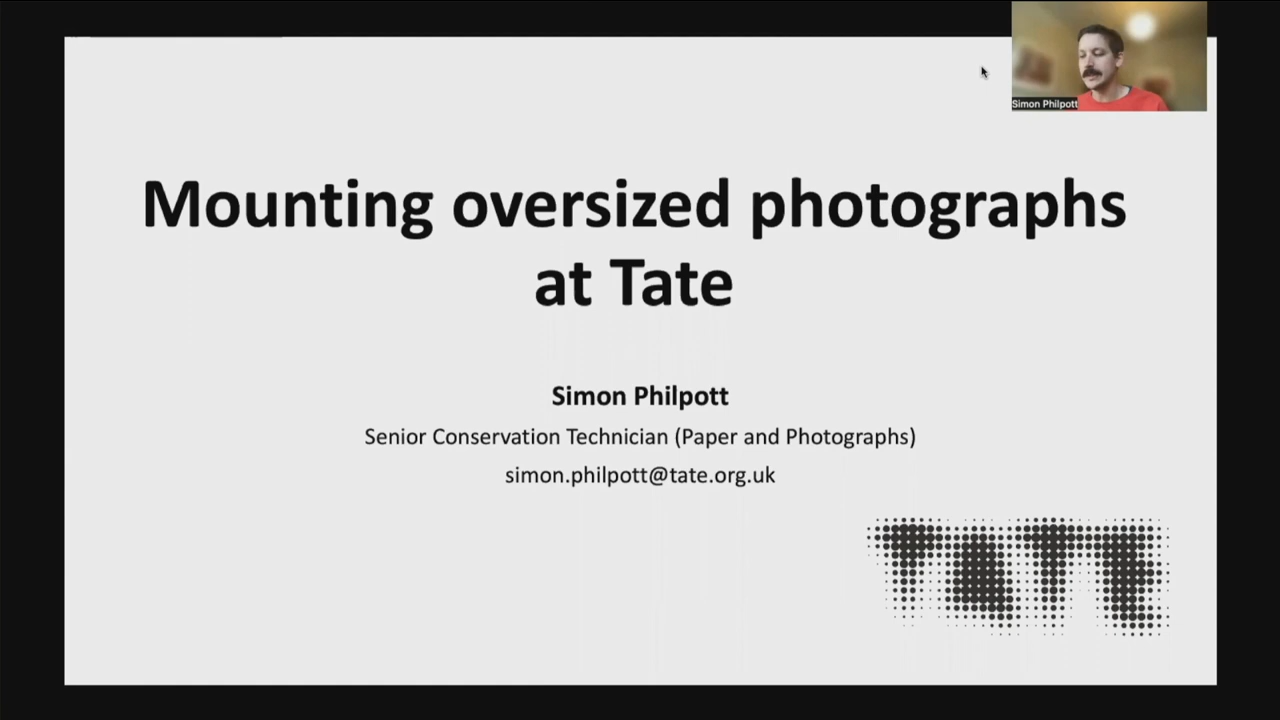 Simon Philpott
Mounting oversized photographs
at Tate
Simon Philpott
Senior Conservation Technician (Paper and Photographs)
simon.philpott@tate.org.uk
TATE